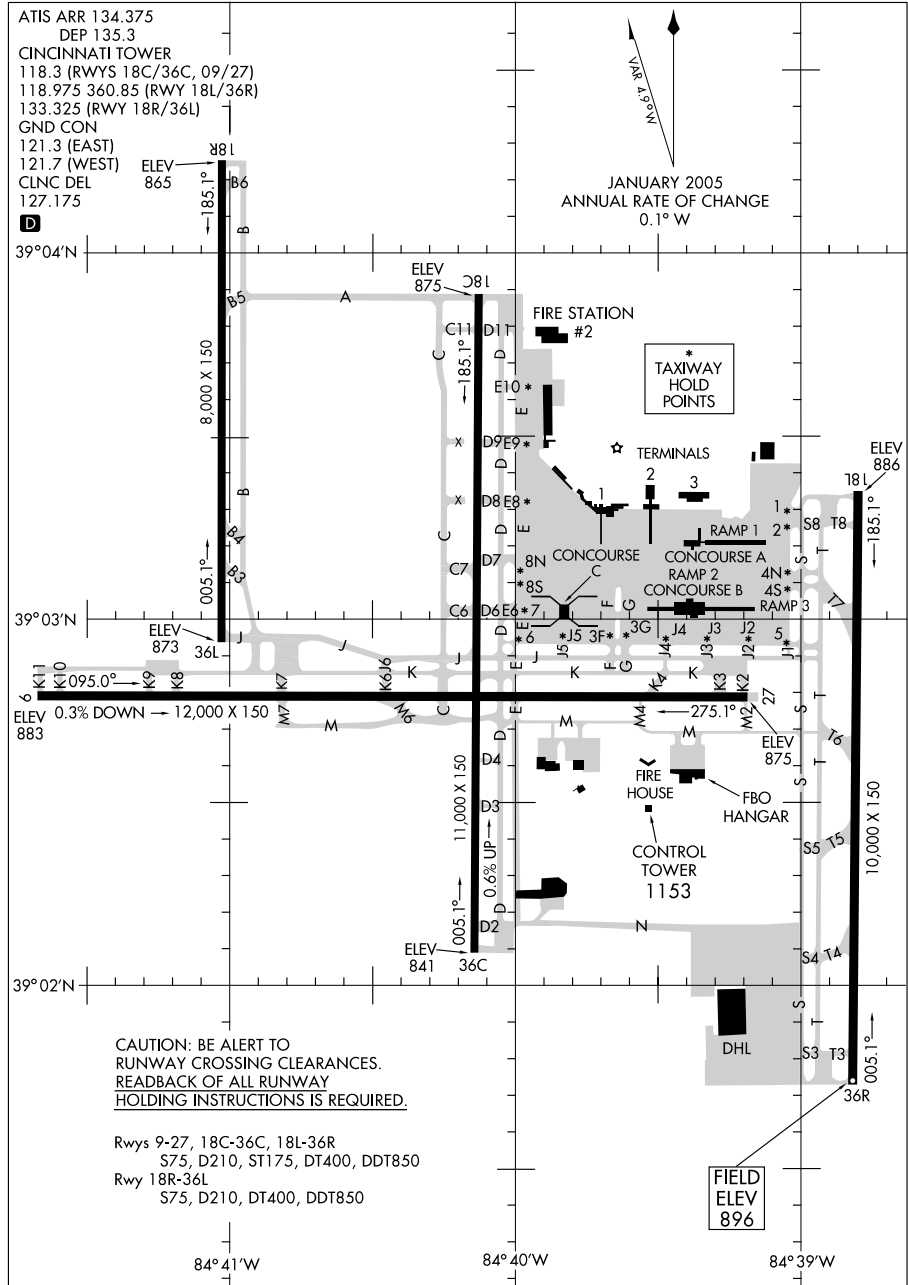 ATIS ARR 134.375
DEP 135.3
CINCINNATI TOWER
118.3 (RWYS 18C/36C, 09/27)
118.975 360.85 (RWY 18L/36R)
133.325 (RWY 18R/36L)
GND CON
121.3 (EAST)
121.7 (WEST)
CLNC DEL
127.175
D
VAR 4.9° W
JANUARY 2005
ANNUAL RATE OF CHANGE
0.1° W
18R
ELEV
865
185.1°
B6
B
39° 04'N
ELEV
875
18C
B5
A
C11
D11
D
FIRE STATION
#2
C
185.1°
*
TAXIWAY
HOLD
POINTS
8,000 X 150
E10 *
E
X
D9
E9 *
D
TERMINALS
2
3
ELEV
886
18L
B
X
D8
E8 *
1
1 *
2 *
S8
T8
185.1°
B4
C
D
E
RAMP 1
CONCOURSE
CONCOURSE A
S
T
B3
005.1°
C7
D7
* 8N
* 8S
C
RAMP 2
CONCOURSE B
4N *
4S *
T7
39° 03'N
C6
D6
E6
* 7
F
G
RAMP 3
ELEV
873
36L
J
D
E
* 6
J5
J5
3F *
* 3G
J4
J4
J3
J2
J2
5
J1
J
J
J
K11
K10
K9
K8
K7
K6
J6
K
E
K
F
G
K4
K
K3
K2
9
095.0°
27
S
T
ELEV
883
0.3% DOWN
12,000 X 150
M7
M
M6
C
D
E
M
M4
275.1°
M
M2
ELEV
875
T6
D4
FIRE
HOUSE
FBO
HANGAR
S
T
11,000 X 150
D3
0.6% UP
CONTROL
TOWER
1153
S5
T5
10,000 X 150
005.1°
D
D2
N
ELEV
841
36C
S4
T4
39° 02'N
S
T
DHL
S3
T3
005.1°
36R
CAUTION: BE ALERT TO
RUNWAY CROSSING CLEARANCES.
READBACK OF ALL RUNWAY
HOLDING INSTRUCTIONS IS REQUIRED.
Rwys 9-27, 18C-36C, 18L-36R
S75, D210, ST175, DT400, DDT850
Rwy 18R-36L
S75, D210, DT400, DDT850
FIELD
ELEV
896
84° 41'W
84° 40'W
84° 39'W